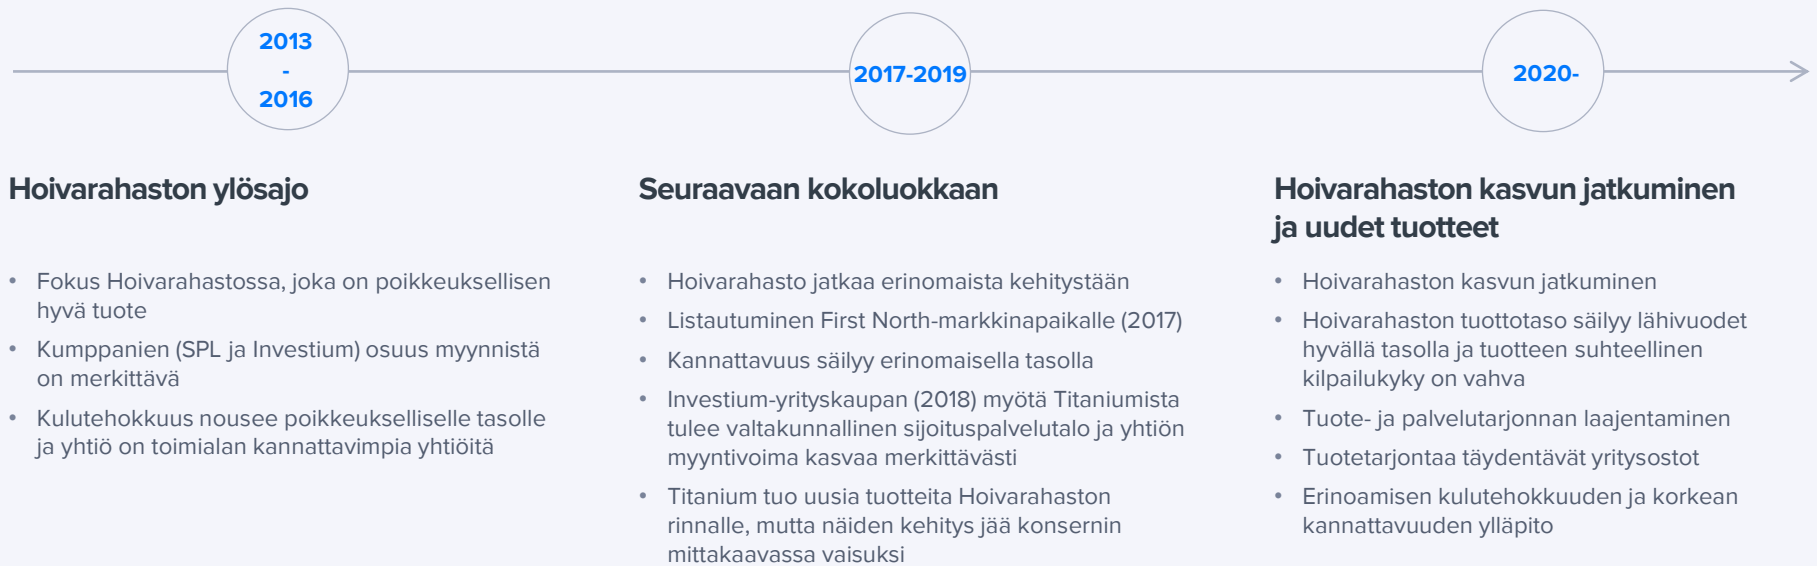 2013
-
2016
2017-2019
2020-
Hoivarahaston ylösajo
• Fokus Hoivarahastossa, joka on poikkeuksellisen
hyvä tuote
• Kumppanien (SPL ja Investium) osuus myynnistä
on merkittävä
• Kulutehokkuus nousee poikkeukselliselle tasolle
ja yhtiö on toimialan kannattavimpia yhtiöitä
Seuraavaan kokoluokkaan
• Hoivarahasto jatkaa erinomaista kehitystään
• Listautuminen First North-markkinapaikalle (2017)
• Kannattavuus säilyy erinomaisella tasolla
• Investium-yrityskaupan (2018) myötä Titaniumista
tulee valtakunnallinen sijoituspalvelutalo ja yhtiön
myyntivoima kasvaa merkittävästi
• Titanium tuo uusia tuotteita Hoivarahaston
rinnalle, mutta näiden kehitys jää konsernin
mittakaavassa vaisuksi
Hoivarahaston kasvun jatkuminen
ja uudet tuotteet
• Hoivarahaston kasvun jatkuminen
• Hoivarahaston tuottotaso säilyy lähivuodet
hyvällä tasolla ja tuotteen suhteellinen
kilpailukyky on vahva
• Tuote- ja palvelutarjonnan laajentaminen
• Tuotetarjontaa täydentävät yritysostot
• Erinoamisen kulutehokkuuden ja korkean
kannattavuuden ylläpito